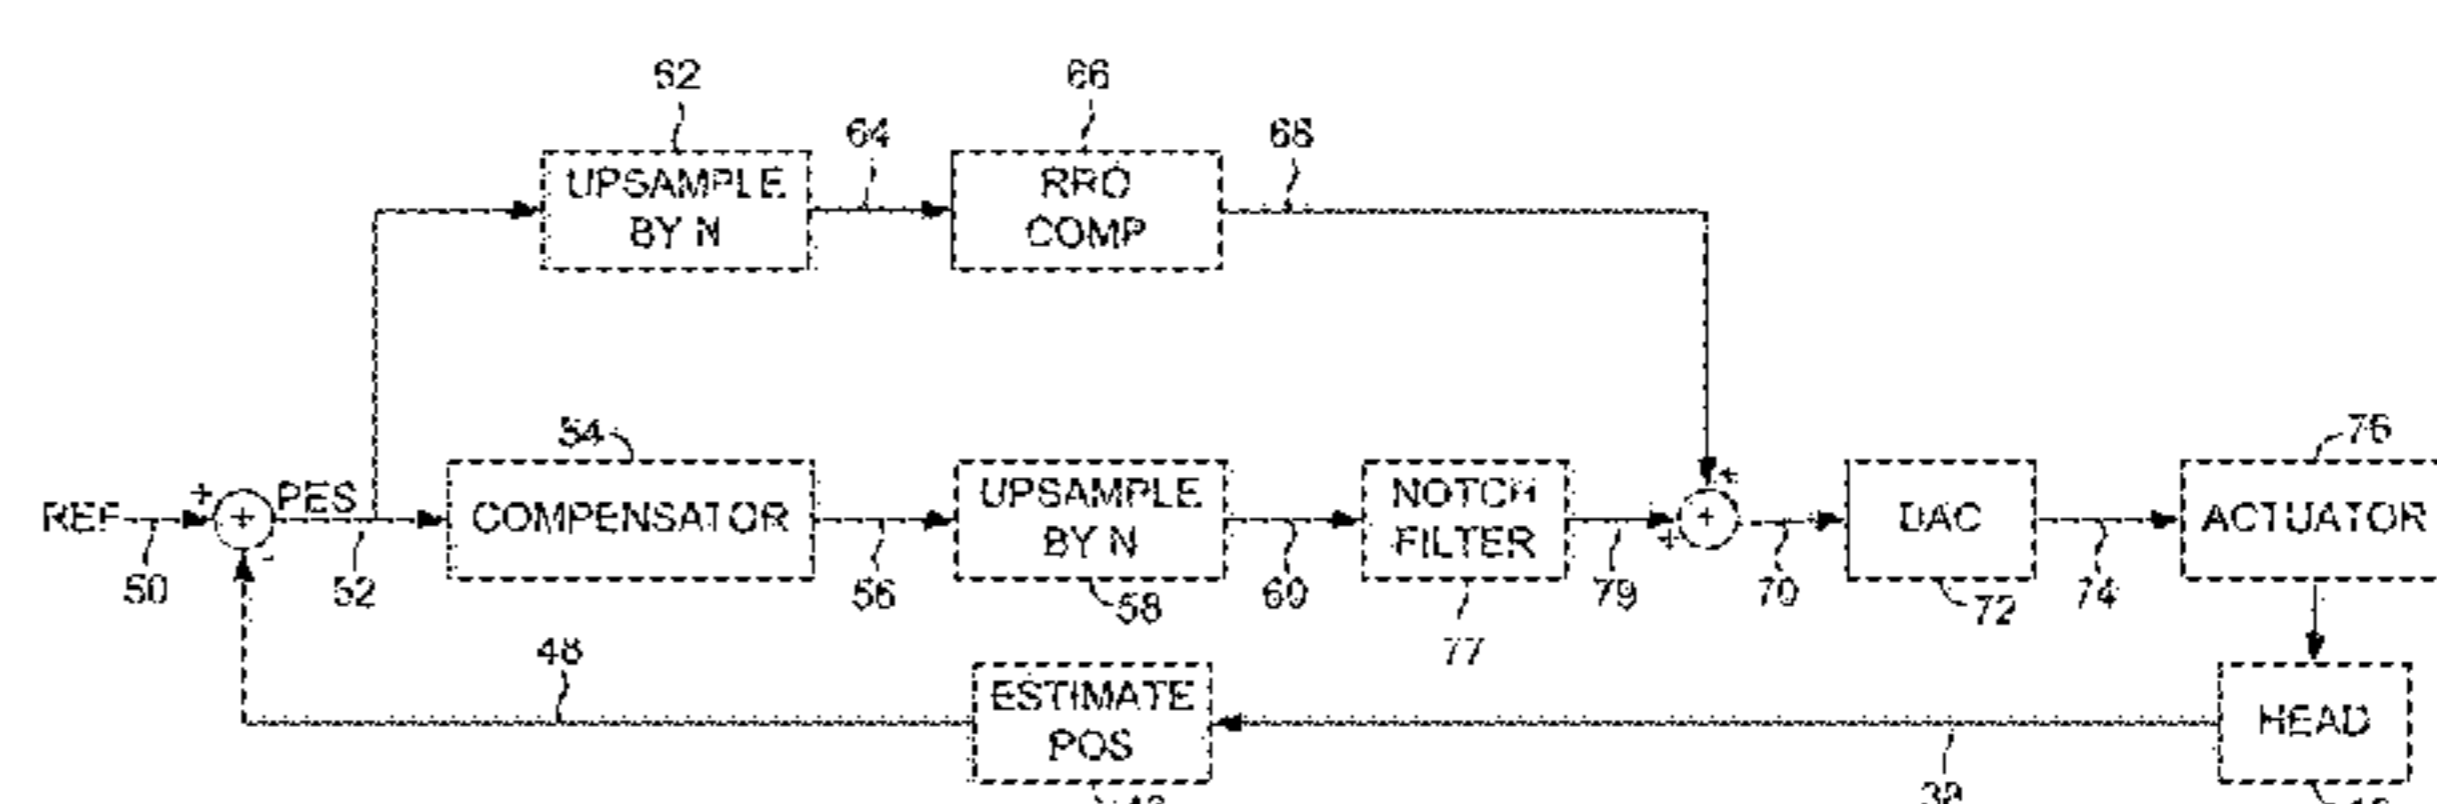 62
66
64
68
UPSAMPLE
BY N
RRO
COMP
54
76
REF
+
+
-
PES
COMPENSATOR
UPSAMPLE
BY N
NOTCH
FILTER
+
+
+
DAC
ACTUATOR
50
52
56
58
60
77
79
70
72
74
48
ESTIMATE
POS
HEAD